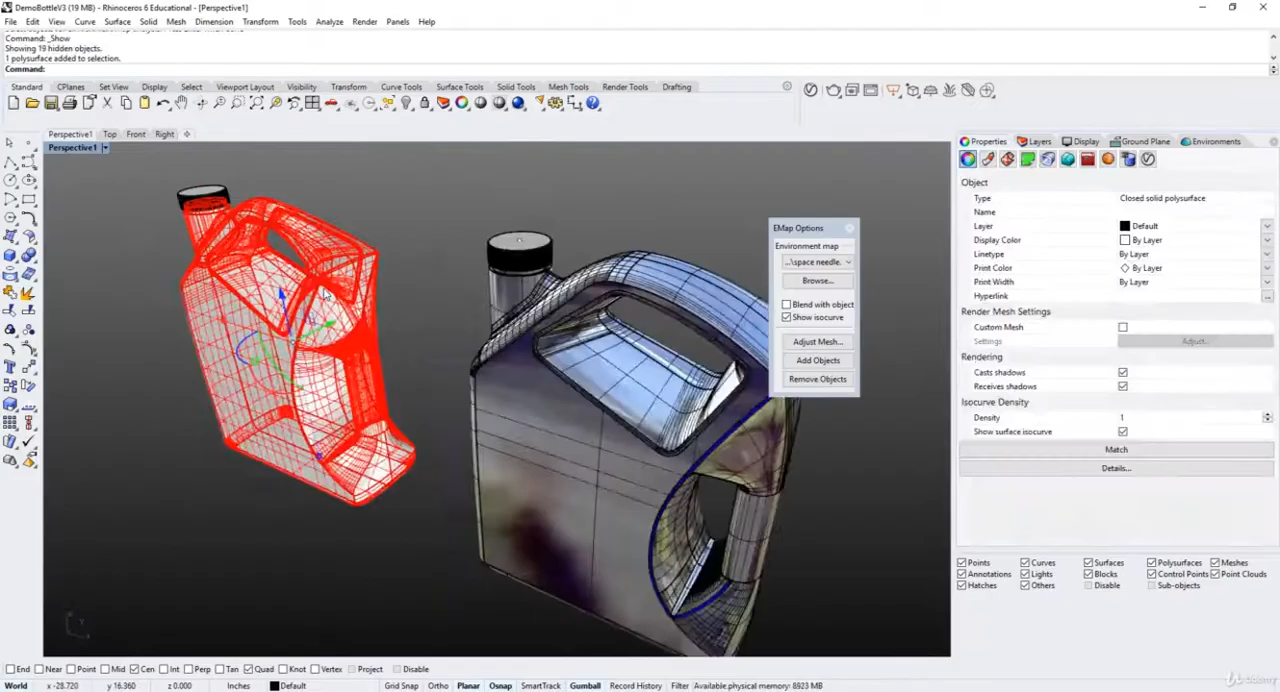 DemoBottleV3 (19 MB) - Rhinoceros 6 Educational - [Perspective1]
File Edit View Curve Surface Solid Mesh Dimension Transform Tools Analyze Render Panels Help
Command: _Show
Showing 19 hidden objects.
1 polysurface added to selection.
Command:
Standard CPlanes Set View Display Select Viewport Layout Visibility Transform Curve Tools Surface Tools Solid Tools Mesh Tools Render Tools Drafting
Perspective1 Top Front Right
Perspective1
Properties Layers Display Ground Plane Environments
Object
Type Closed solid polysurface
Name
Layer Default
Display Color By Layer
Linetype By Layer
Print Color By Layer
Print Width By Layer
Hyperlink
Render Mesh Settings
Custom Mesh
Settings Adjust...
Rendering
Casts shadows
Receives shadows
Isocurve Density
Density 1
Show surface isocurve
Match
Details...
EMap Options
Environment map
...\space needle.
Browse...
Blend with object
Show isocurve
Adjust Mesh...
Add Objects
Remove Objects
Points Curves Surfaces Polysurfaces Meshes
Annotations Lights Blocks Control Points Point Clouds
Hatches Others Disable Sub-objects
End Near Point Mid Cen Int Perp Tan Quad Knot Vertex Project Disable
World x -28.720 y 16.360 z 0.000 Inches Default Grid Snap Ortho Planar Osnap SmartTrack Gumball Record History Filter Available physical memory: 8923 MB
Udemy